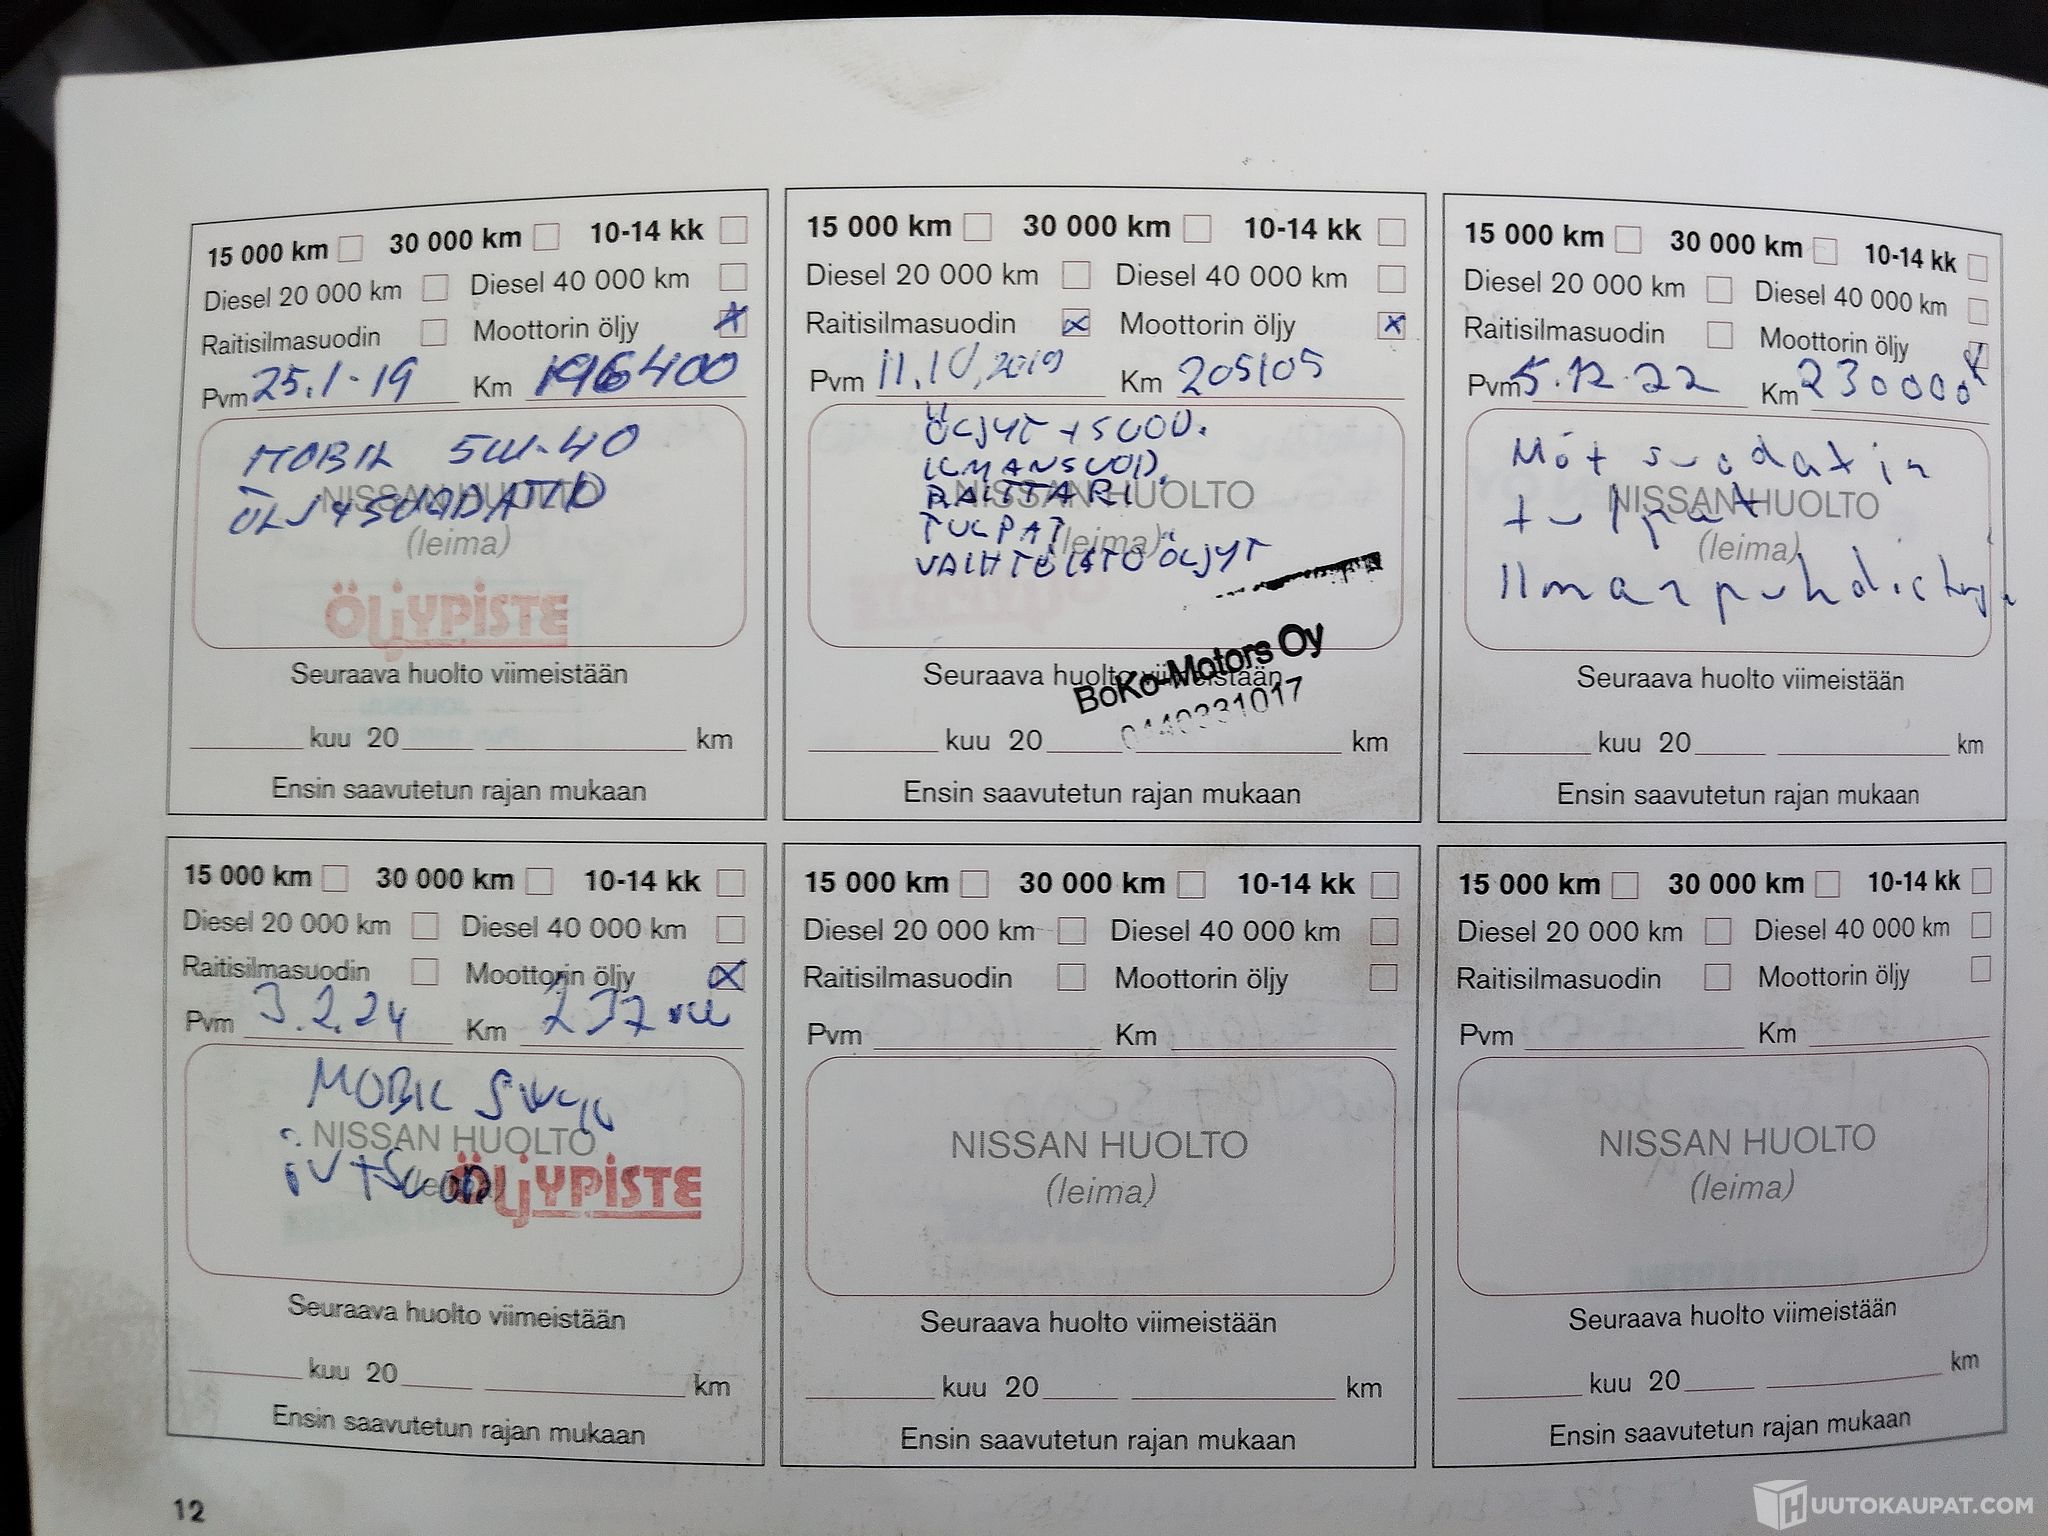 15 000 km 30 000 km 10-14 kk
Diesel 20 000 km Diesel 40 000 km
Raitisilmasuodin Moottorin öljy
Pvm 25.1-19 Km 196400
MOBIL 5W-40
NISSAN HUOLTO
ÖLJYSUODATIN
(leima)
ÖLJYPISTE
Seuraava huolto viimeistään
kuu 20 km
Ensin saavutetun rajan mukaan
15 000 km 30 000 km 10-14 kk
Diesel 20 000 km Diesel 40 000 km
Raitisilmasuodin Moottorin öljy
Pvm 11.10.2019 Km 205105
ÖLJYT + SUOD.
ILMANSUOD.
RAITTARI
NISSAN HUOLTO
TULPAT
(leima)
VAIHTEISTOÖLJYT
BoKo-Motors Oy
0440331017
Seuraava huolto viimeistään
kuu 20 km
Ensin saavutetun rajan mukaan
15 000 km 30 000 km 10-14 kk
Diesel 20 000 km Diesel 40 000 km
Raitisilmasuodin Moottorin öljy
Pvm 5.12.22 Km 230000
Möt suodatin
NISSAN HUOLTO
tulpat
(leima)
Seuraava huolto viimeistään
kuu 20 km
Ensin saavutetun rajan mukaan
15 000 km 30 000 km 10-14 kk
Diesel 20 000 km Diesel 40 000 km
Raitisilmasuodin Moottorin öljy
Pvm 3.2.24 Km
MOBIL
NISSAN HUOLTO
(leima)
ÖLJYPISTE
Seuraava huolto viimeistään
kuu 20 km
Ensin saavutetun rajan mukaan
15 000 km 30 000 km 10-14 kk
Diesel 20 000 km Diesel 40 000 km
Raitisilmasuodin Moottorin öljy
Pvm Km
NISSAN HUOLTO
(leima)
Seuraava huolto viimeistään
kuu 20 km
Ensin saavutetun rajan mukaan
15 000 km 30 000 km 10-14 kk
Diesel 20 000 km Diesel 40 000 km
Raitisilmasuodin Moottorin öljy
Pvm Km
NISSAN HUOLTO
(leima)
Seuraava huolto viimeistään
kuu 20 km
Ensin saavutetun rajan mukaan
12
HUUTOKAUPAT.COM